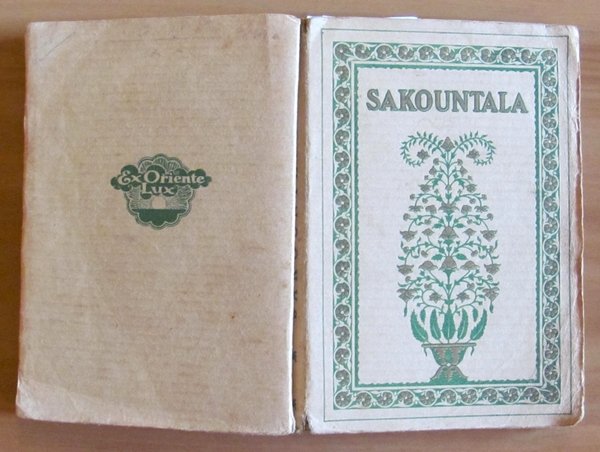 Ex Oriente
Lux
SAKOUNTALA